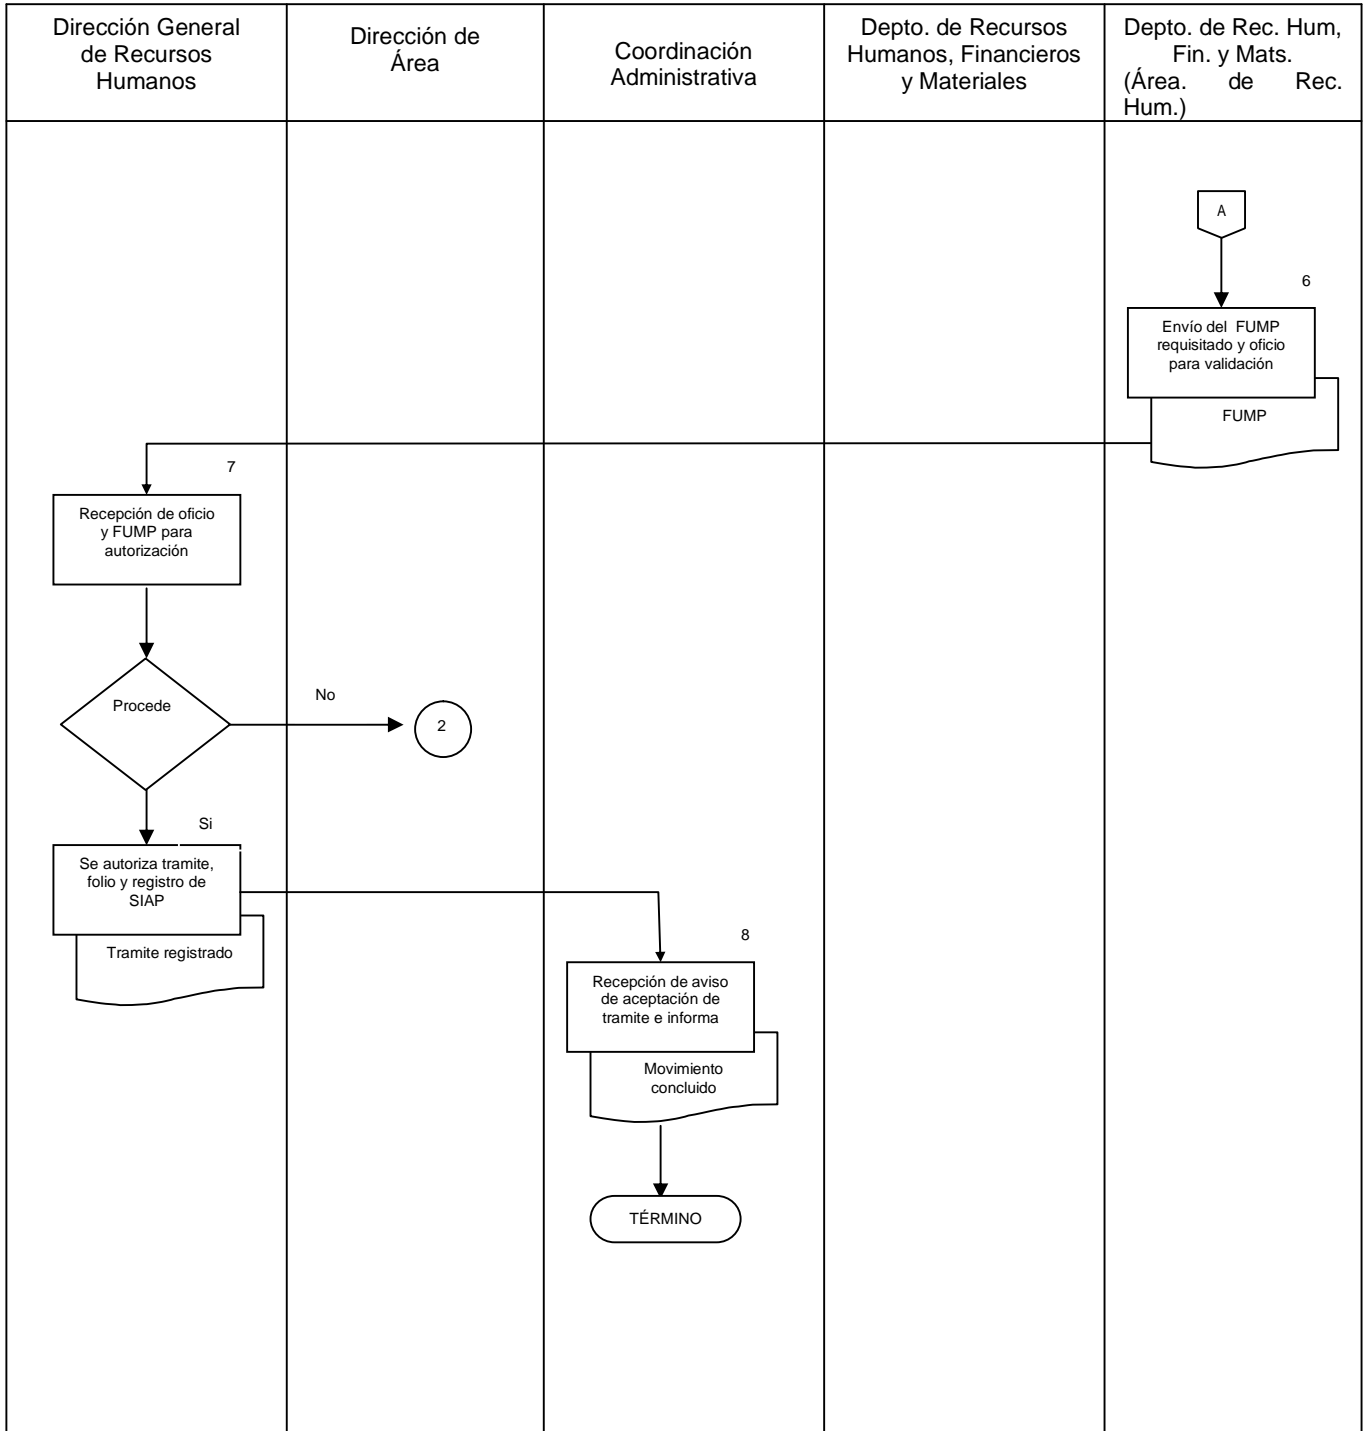 Dirección General
de Recursos
Humanos
Dirección de
Área
Coordinación
Administrativa
Depto. de Recursos
Humanos, Financieros
y Materiales
Depto. de Rec. Hum,
Fin. y Mats.
(Área. de Rec.
Hum.)
A
6
Envío del FUMP
requisitado y oficio
para validación
FUMP
7
Recepción de oficio
y FUMP para
autorización
Procede
No
2
Si
Se autoriza tramite,
folio y registro de
SIAP
Tramite registrado
8
Recepción de aviso
de aceptación de
tramite e informa
Movimiento
concluido
TÉRMINO